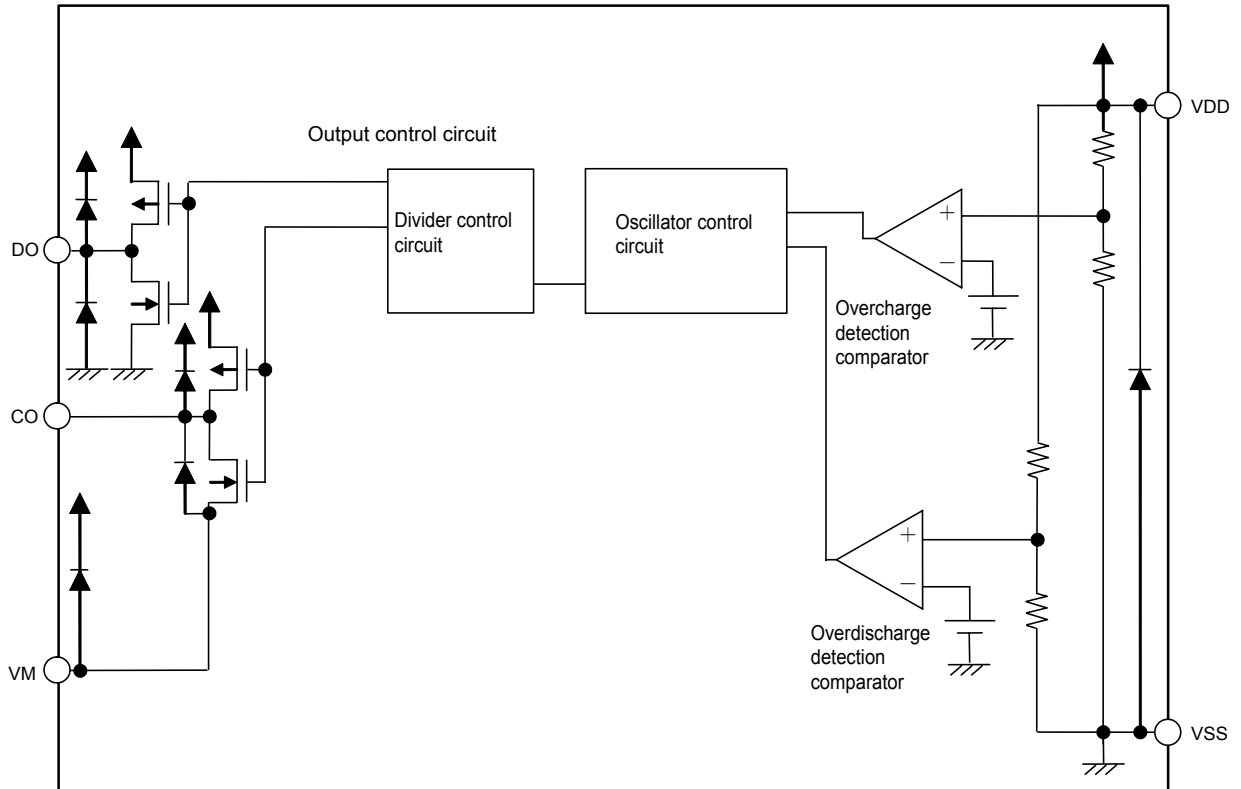 VDD
Output control circuit
Divider control
circuit
Oscillator control
circuit
+
−
DO
Overcharge
detection
comparator
CO
+
−
Overdischarge
detection
comparator
VM
VSS